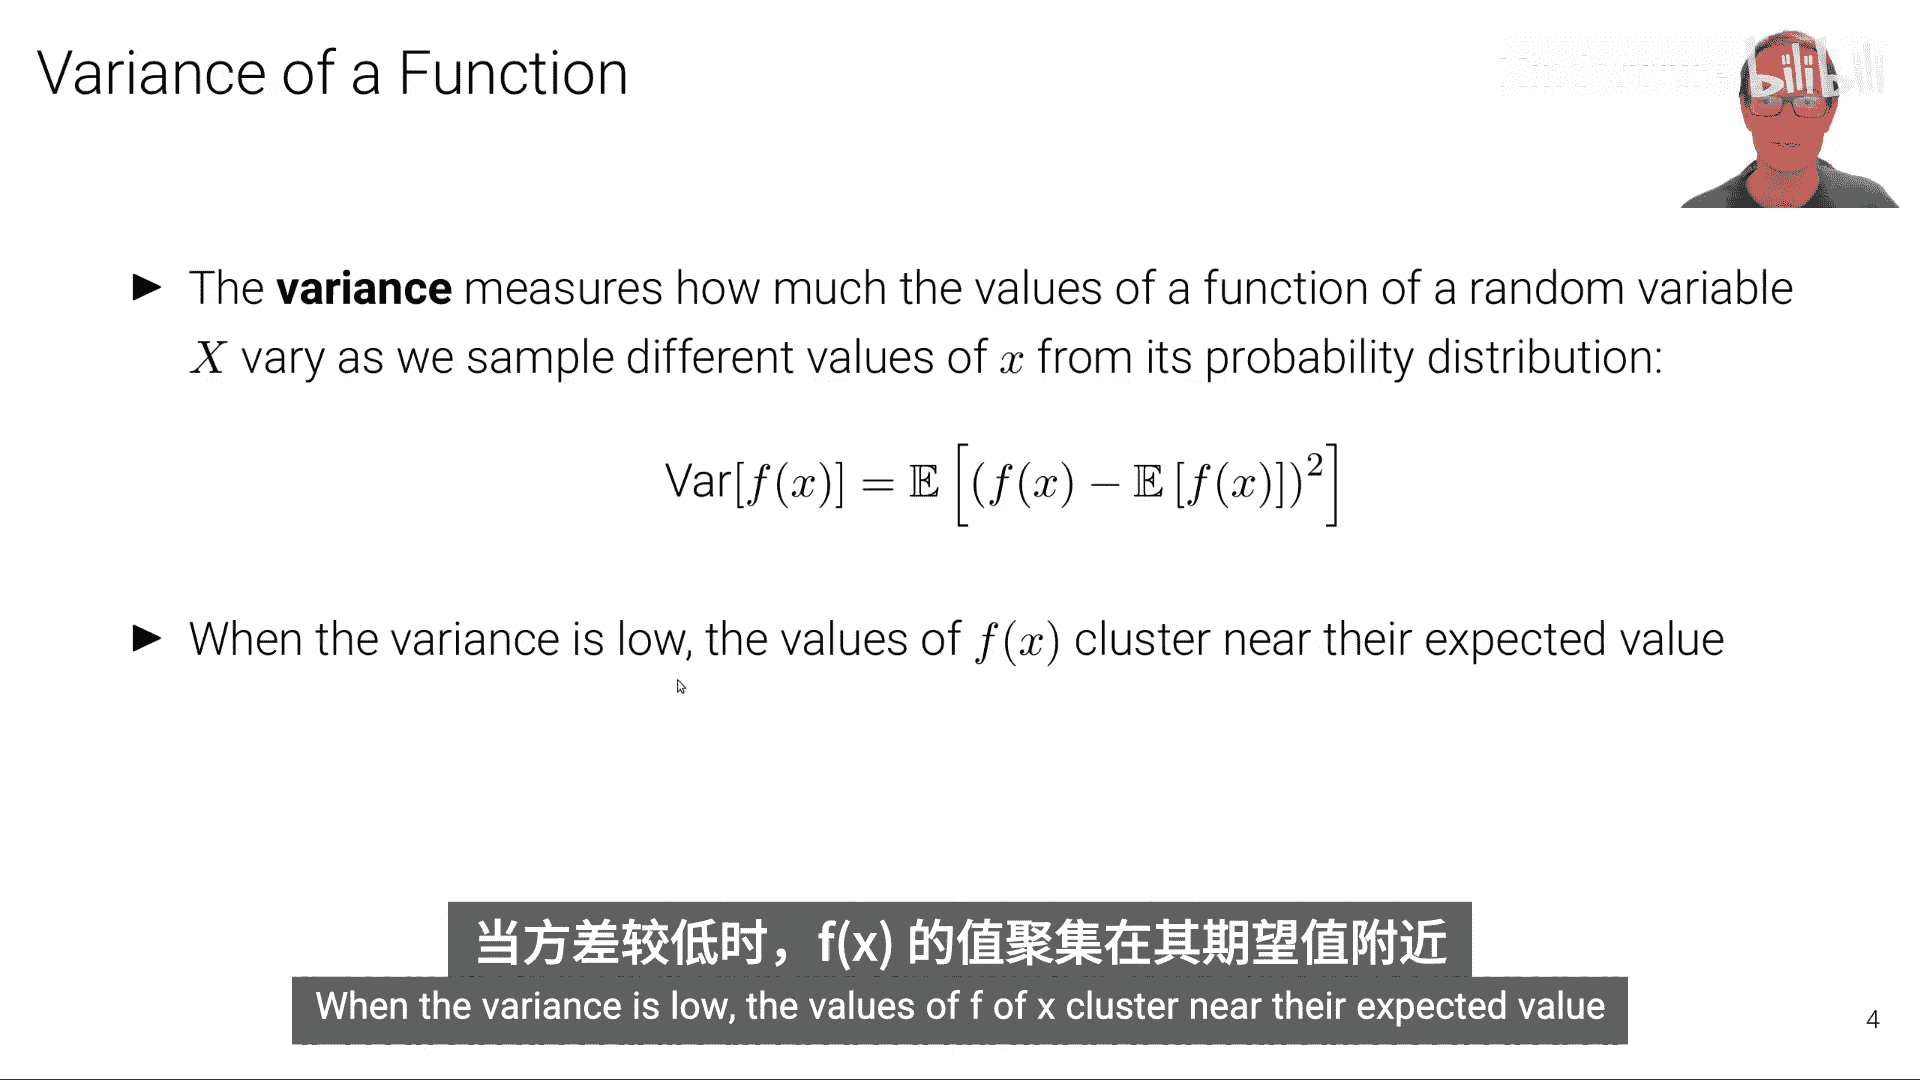 Variance of a Function
bilibili
▶ The variance measures how much the values of a function of a random variable
X vary as we sample different values of x from its probability distribution:
Var[f(x)] = 𝔼[(f(x) − 𝔼[f(x)])²]
▶ When the variance is low, the values of f(x) cluster near their expected value
当方差较低时，f(x) 的值聚集在其期望值附近
When the variance is low, the values of f of x cluster near their expected value
4